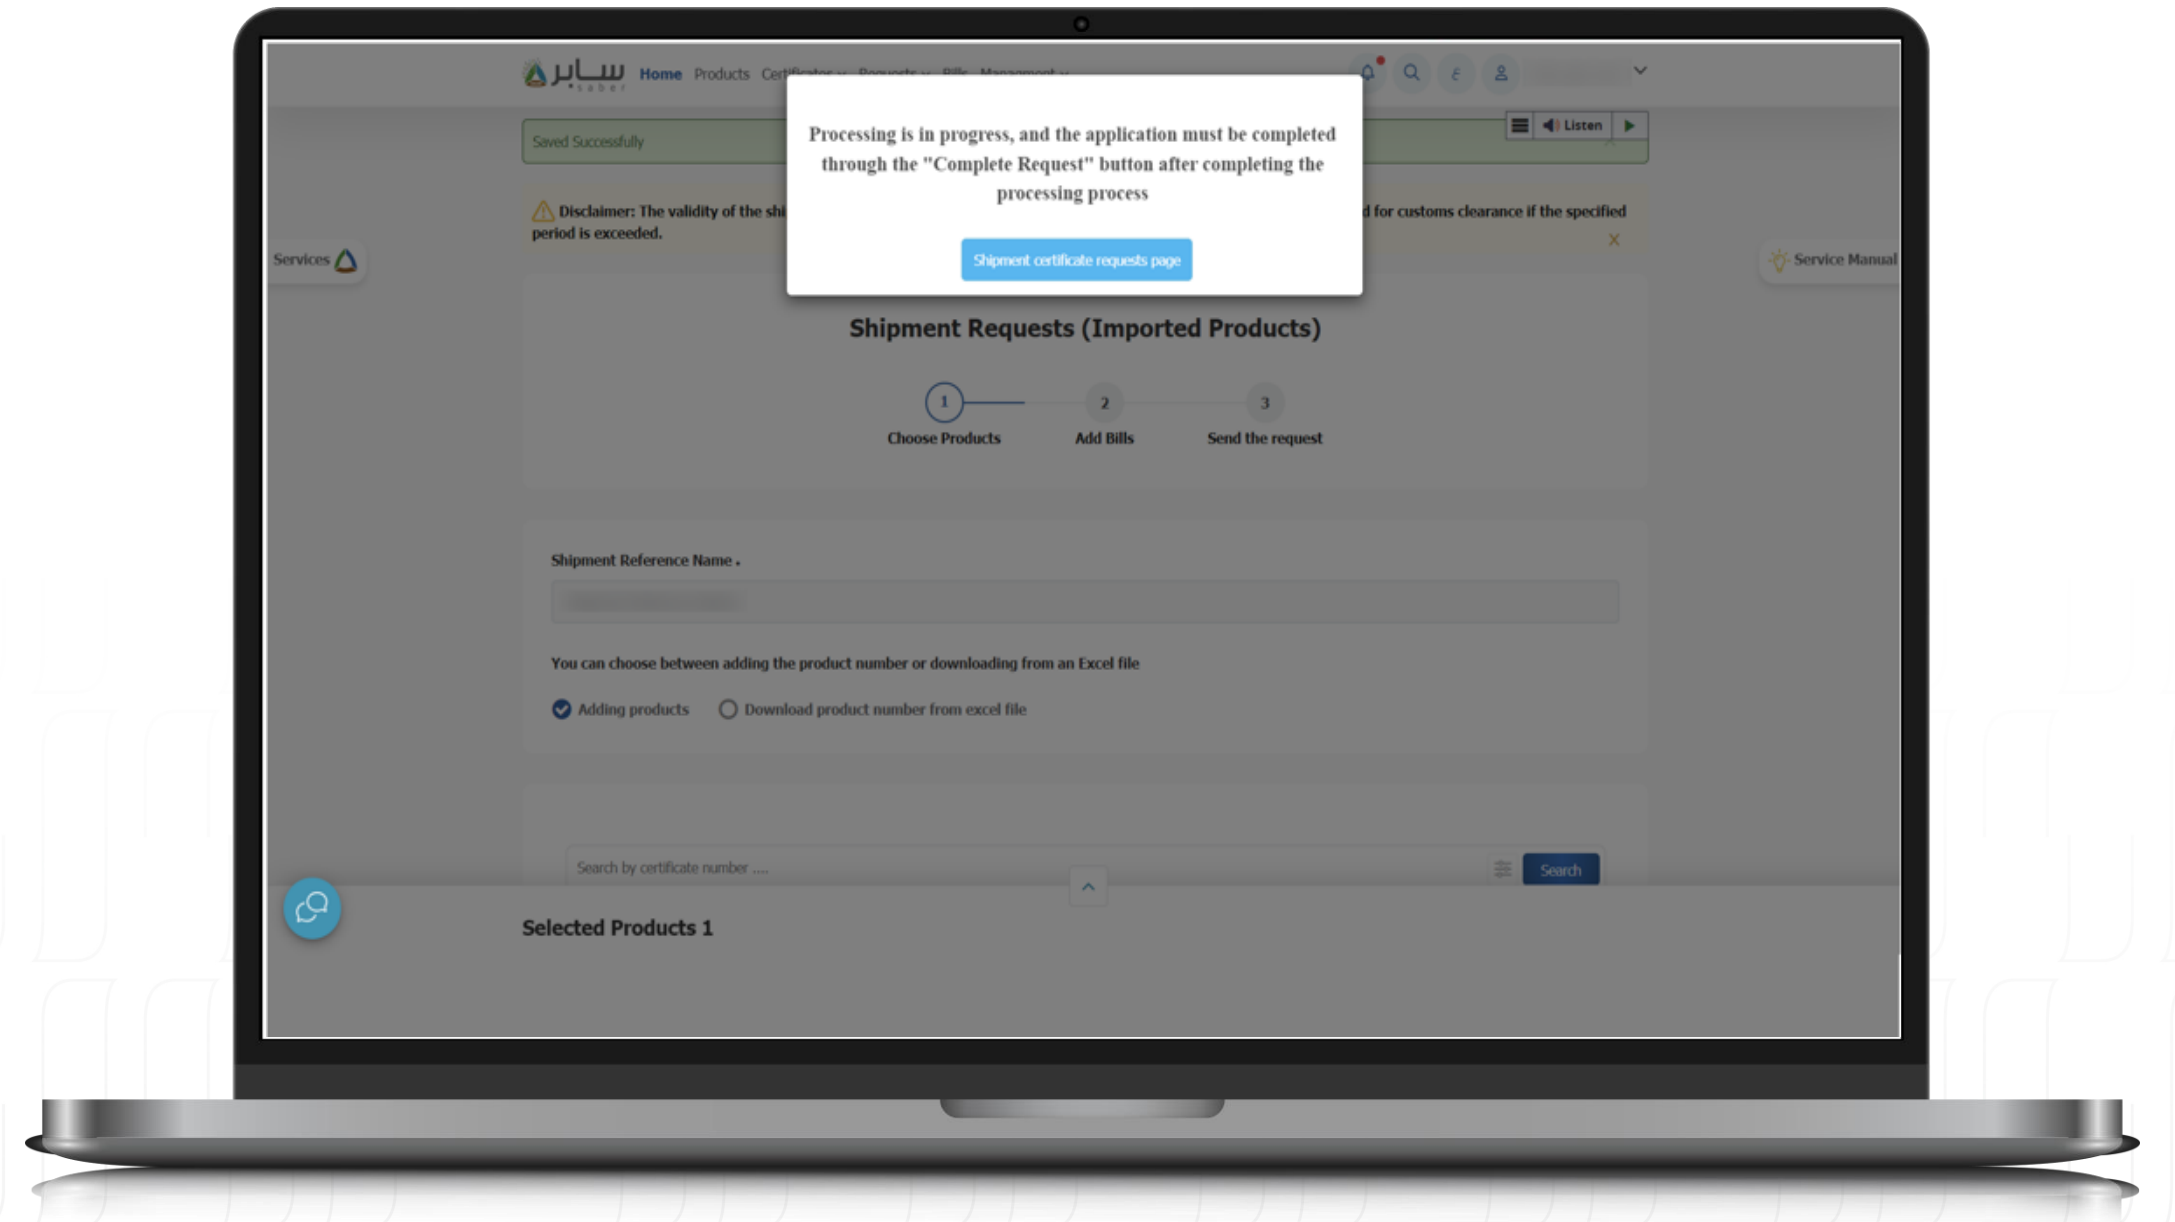 سابر
saber
Home Products
ع
Saved Successfully
Listen
Processing is in progress, and the application must be completed
through the "Complete Request" button after completing the
processing process
Shipment certificate requests page
Disclaimer: The validity of the shi
d for customs clearance if the specified
period is exceeded.
X
Services
Service Manual
Shipment Requests (Imported Products)
1
2
3
Choose Products
Add Bills
Send the request
Shipment Reference Name
You can choose between adding the product number or downloading from an Excel file
Adding products
Download product number from excel file
Search by certificate number ....
Search
Selected Products 1